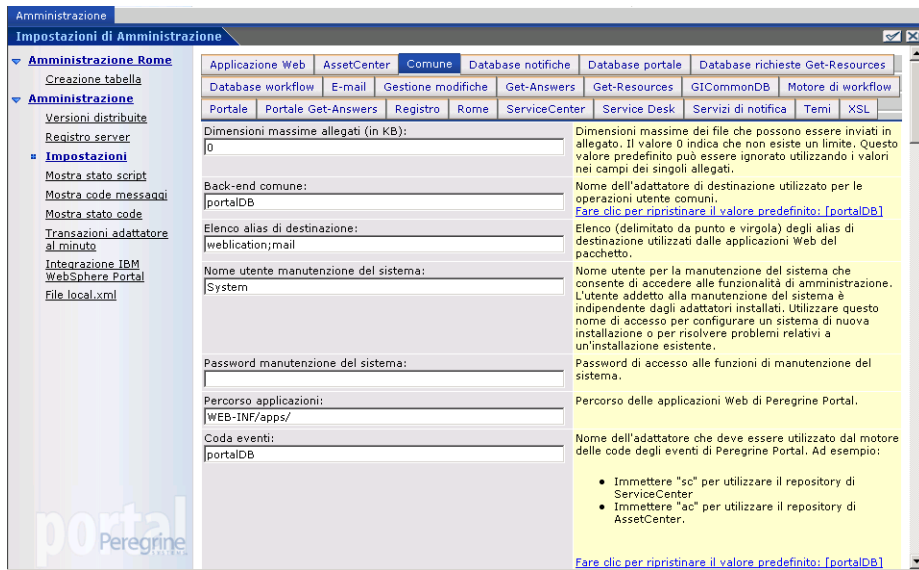 Amministrazione
Impostazioni di Amministrazione
Amministrazione Rome
Creazione tabella
Amministrazione
Versioni distribuite
Registro server
Impostazioni
Mostra stato script
Mostra code messaggi
Mostra stato code
Transazioni adattatore
al minuto
Integrazione IBM
WebSphere Portal
File local.xml
portal
Peregrine
Applicazione Web AssetCenter Comune Database notifiche Database portale Database richieste Get-Resources
Database workflow E-mail Gestione modifiche Get-Answers Get-Resources GICommonDB Motore di workflow
Portale Portale Get-Answers Registro Rome ServiceCenter Service Desk Servizi di notifica Temi XSL
Dimensioni massime allegati (in KB):
0
Dimensioni massime dei file che possono essere inviati in
allegato. Il valore 0 indica che non esiste un limite. Questo
valore predefinito può essere ignorato utilizzando i valori
nei campi dei singoli allegati.
Back-end comune:
portalDB
Nome dell'adattatore di destinazione utilizzato per le
operazioni utente comuni.
Fare clic per ripristinare il valore predefinito: [portalDB]
Elenco alias di destinazione:
weblication;mail
Elenco (delimitato da punto e virgola) degli alias di
destinazione utilizzati dalle applicazioni Web del
pacchetto.
Nome utente manutenzione del sistema:
System
Nome utente per la manutenzione del sistema che
consente di accedere alle funzionalità di amministrazione.
L'utente addetto alla manutenzione del sistema è
indipendente dagli adattatori installati. Utilizzare questo
nome di accesso per configurare un sistema di nuova
installazione o per risolvere problemi relativi a
un'installazione esistente.
Password manutenzione del sistema:
Password di accesso alle funzioni di manutenzione del
sistema.
Percorso applicazioni:
WEB-INF/apps/
Percorso delle applicazioni Web di Peregrine Portal.
Coda eventi:
portalDB
Nome dell'adattatore che deve essere utilizzato dal motore
delle code degli eventi di Peregrine Portal. Ad esempio:
Immettere "sc" per utilizzare il repository di
ServiceCenter
Immettere "ac" per utilizzare il repository di
AssetCenter.
Fare clic per ripristinare il valore predefinito: [portalDB]